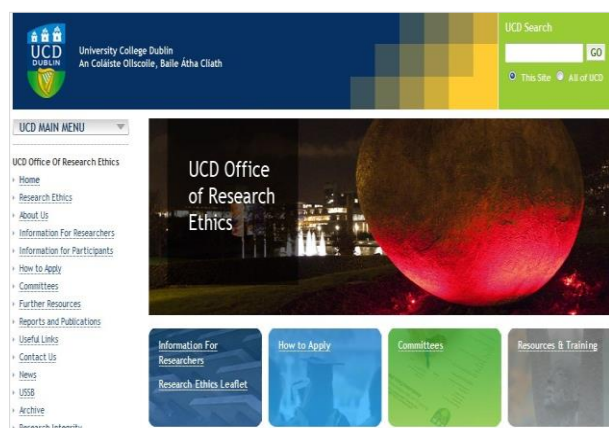 UCD
DUBLIN
University College Dublin
An Coláiste Ollscoile, Baile Átha Cliath
UCD Search
GO
This Site
All of UCD
UCD MAIN MENU
UCD Office Of Research Ethics
Home
Research Ethics
About Us
Information For Researchers
Information for Participants
How to Apply
Committees
Further Resources
Reports and Publications
Useful Links
Contact Us
News
USSB
Archive
Research Integrity
UCD Office
of Research
Ethics
Information For
Researchers
Research Ethics Leaflet
How to Apply
Committees
Resources & Training